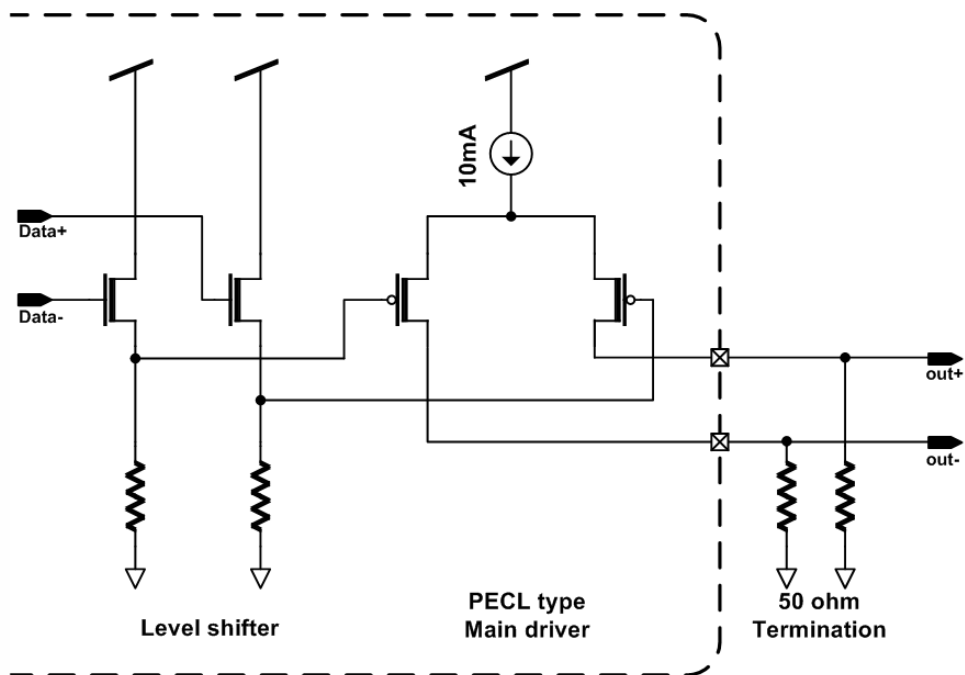 10mA
Data+
Data-
out+
out-
Level shifter
PECL type
Main driver
50 ohm
Termination